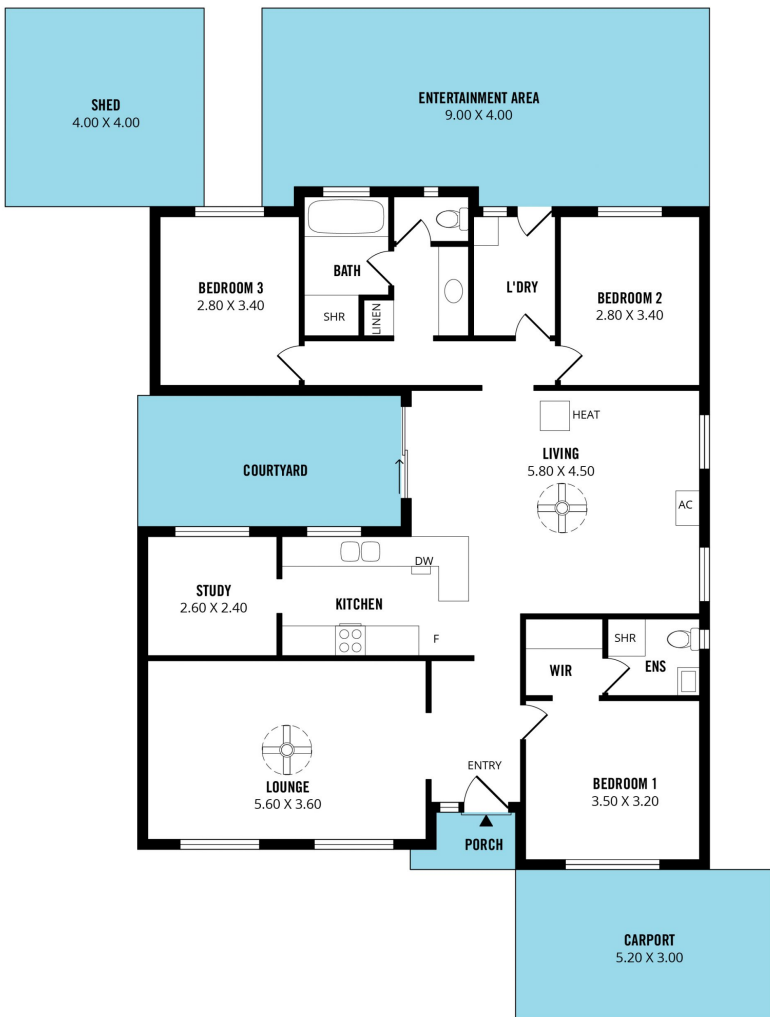 SHED
4.00 X 4.00
ENTERTAINMENT AREA
9.00 X 4.00
BEDROOM 3
2.80 X 3.40
BATH
SHR
LINEN
L'DRY
BEDROOM 2
2.80 X 3.40
HEAT
COURTYARD
LIVING
5.80 X 4.50
AC
STUDY
2.60 X 2.40
KITCHEN
DW
F
WIR
SHR
ENS
LOUNGE
5.60 X 3.60
ENTRY
BEDROOM 1
3.50 X 3.20
PORCH
CARPORT
5.20 X 3.00